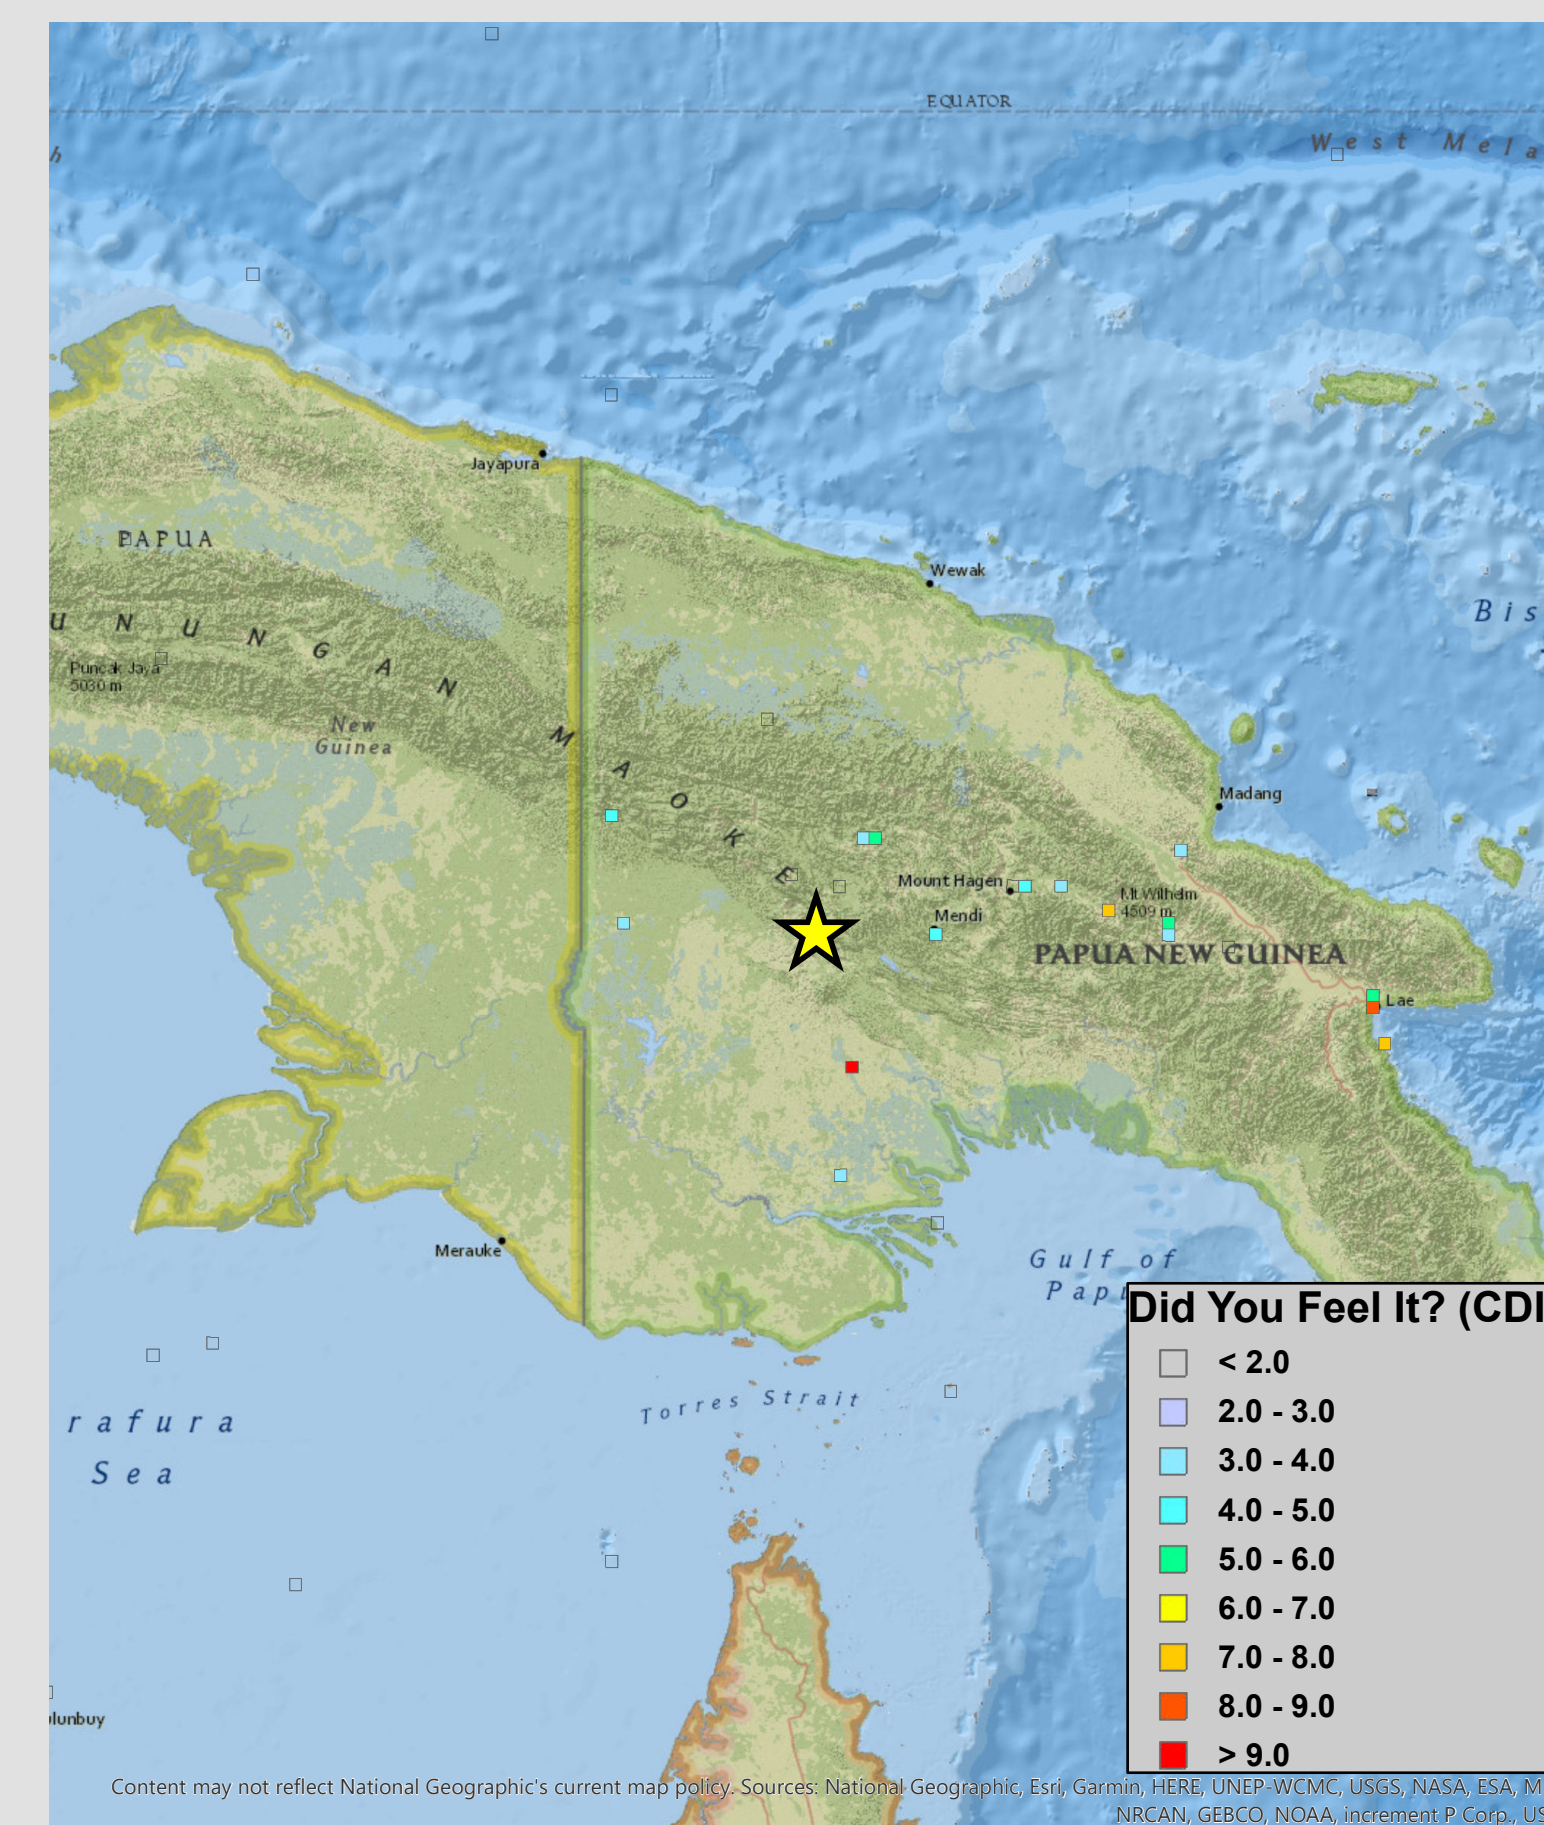 EQUATOR
h
West Mela
Jayapura
PAPUA
Wewak
Bis
UNUNGAN
Puncak Jaya
5030 m
New
Guinea
MAOKE
Madang
Mount Hagen
Mt Wilhelm
4509 m
Mendi
PAPUA NEW GUINEA
Lae
Merauke
Gulf of
Papu
Did You Feel It? (CDI
< 2.0
2.0 - 3.0
3.0 - 4.0
4.0 - 5.0
5.0 - 6.0
6.0 - 7.0
7.0 - 8.0
8.0 - 9.0
> 9.0
Torres Strait
rafura
Sea
ulunbuy
Content may not reflect National Geographic's current map policy. Sources: National Geographic, Esri, Garmin, HERE, UNEP-WCMC, USGS, NASA, ESA, M
NRCAN, GEBCO, NOAA, increment P Corp., US